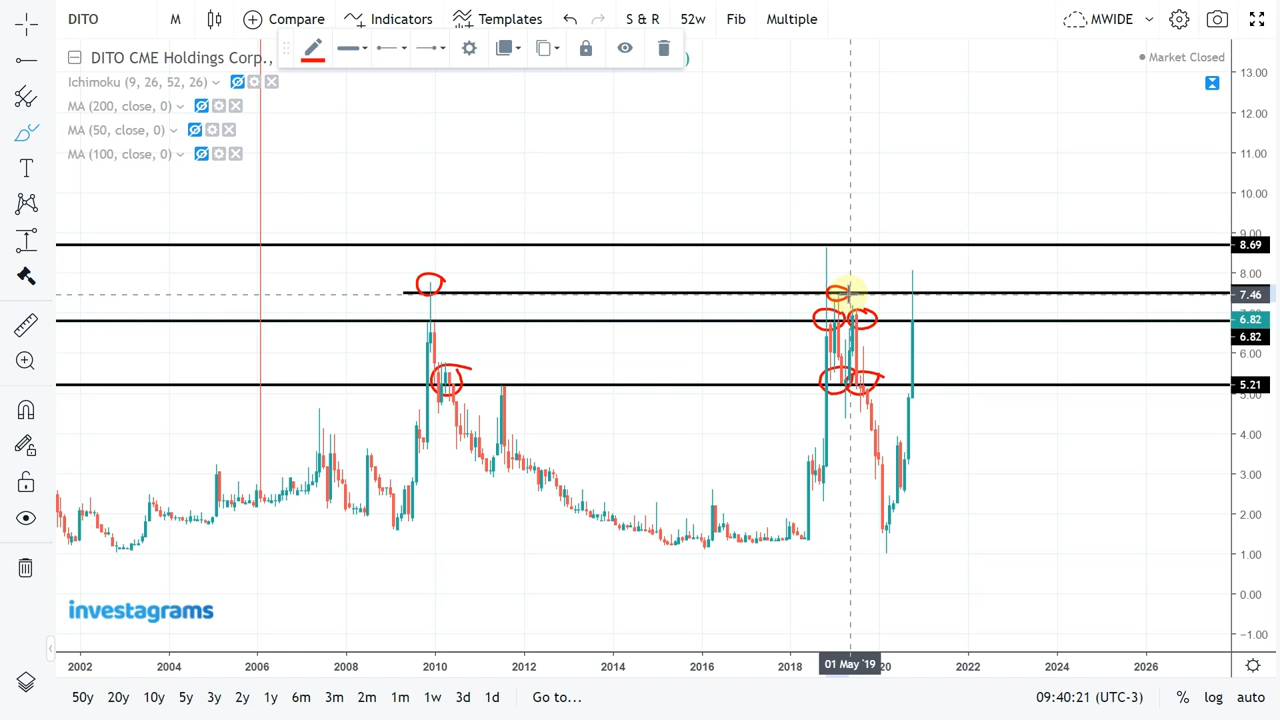 DITO M Compare Indicators Templates S & R 52w Fib Multiple MWIDE
DITO CME Holdings Corp.,
Market Closed
Ichimoku (9, 26, 52, 26)
MA (200, close, 0)
MA (50, close, 0)
MA (100, close, 0)
13.00
12.00
11.00
10.00
9.00
8.69
8.00
7.46
6.82
6.82
6.00
5.21
5.00
4.00
3.00
2.00
1.00
0.00
-1.00
investagrams
2002 2004 2006 2008 2010 2012 2014 2016 2018 01 May '19 20 2022 2024 2026
50y 20y 10y 5y 3y 2y 1y 6m 3m 2m 1m 1w 3d 1d Go to... 09:40:21 (UTC-3) % log auto